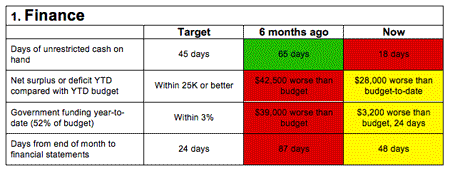 1. Finance
Target 6 months ago Now
Days of unrestricted cash on
hand
45 days 65 days 18 days
Net surplus or deficit YTD
compared with YTD budget
Within 25K or better
$42,500 worse than
budget
$28,000 worse than
budget-to-date
Government funding year-to-
date (52% of budget)
Within 3%
$39,000 worse than
budget
$3,200 worse than
budget, 24 days
Days from end of month to
financial statements
24 days 87 days 48 days